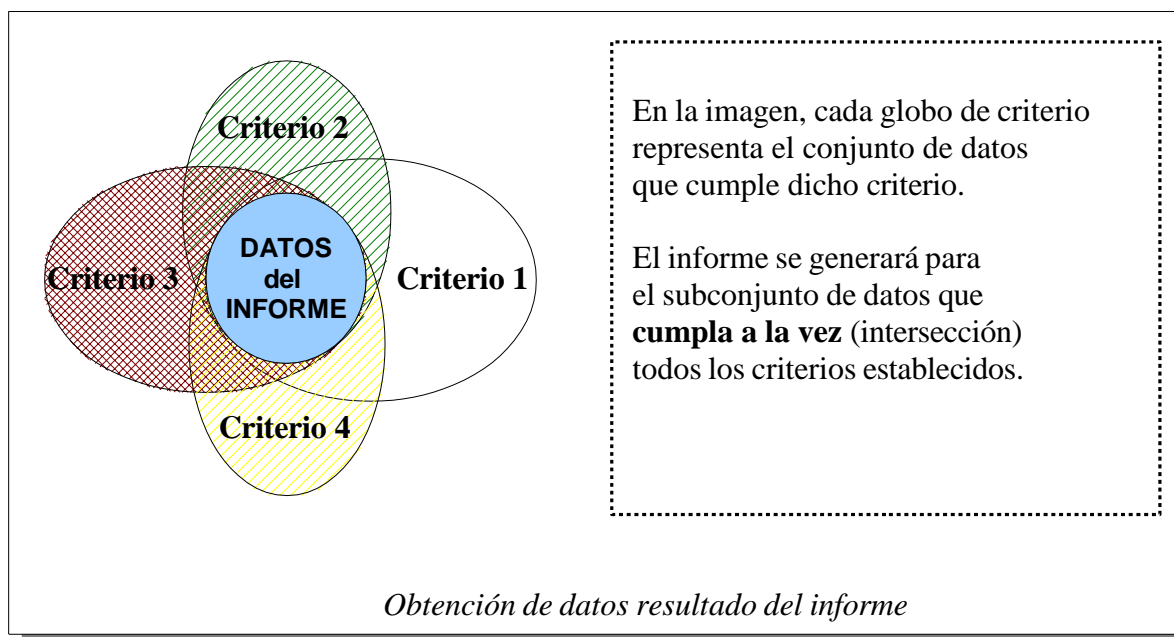 Criterio 2
Criterio 3
DATOS
del
INFORME
Criterio 1
Criterio 4
En la imagen, cada globo de criterio
representa el conjunto de datos
que cumple dicho criterio.
El informe se generará para
el subconjunto de datos que
cumpla a la vez (intersección)
todos los criterios establecidos.
Obtención de datos resultado del informe